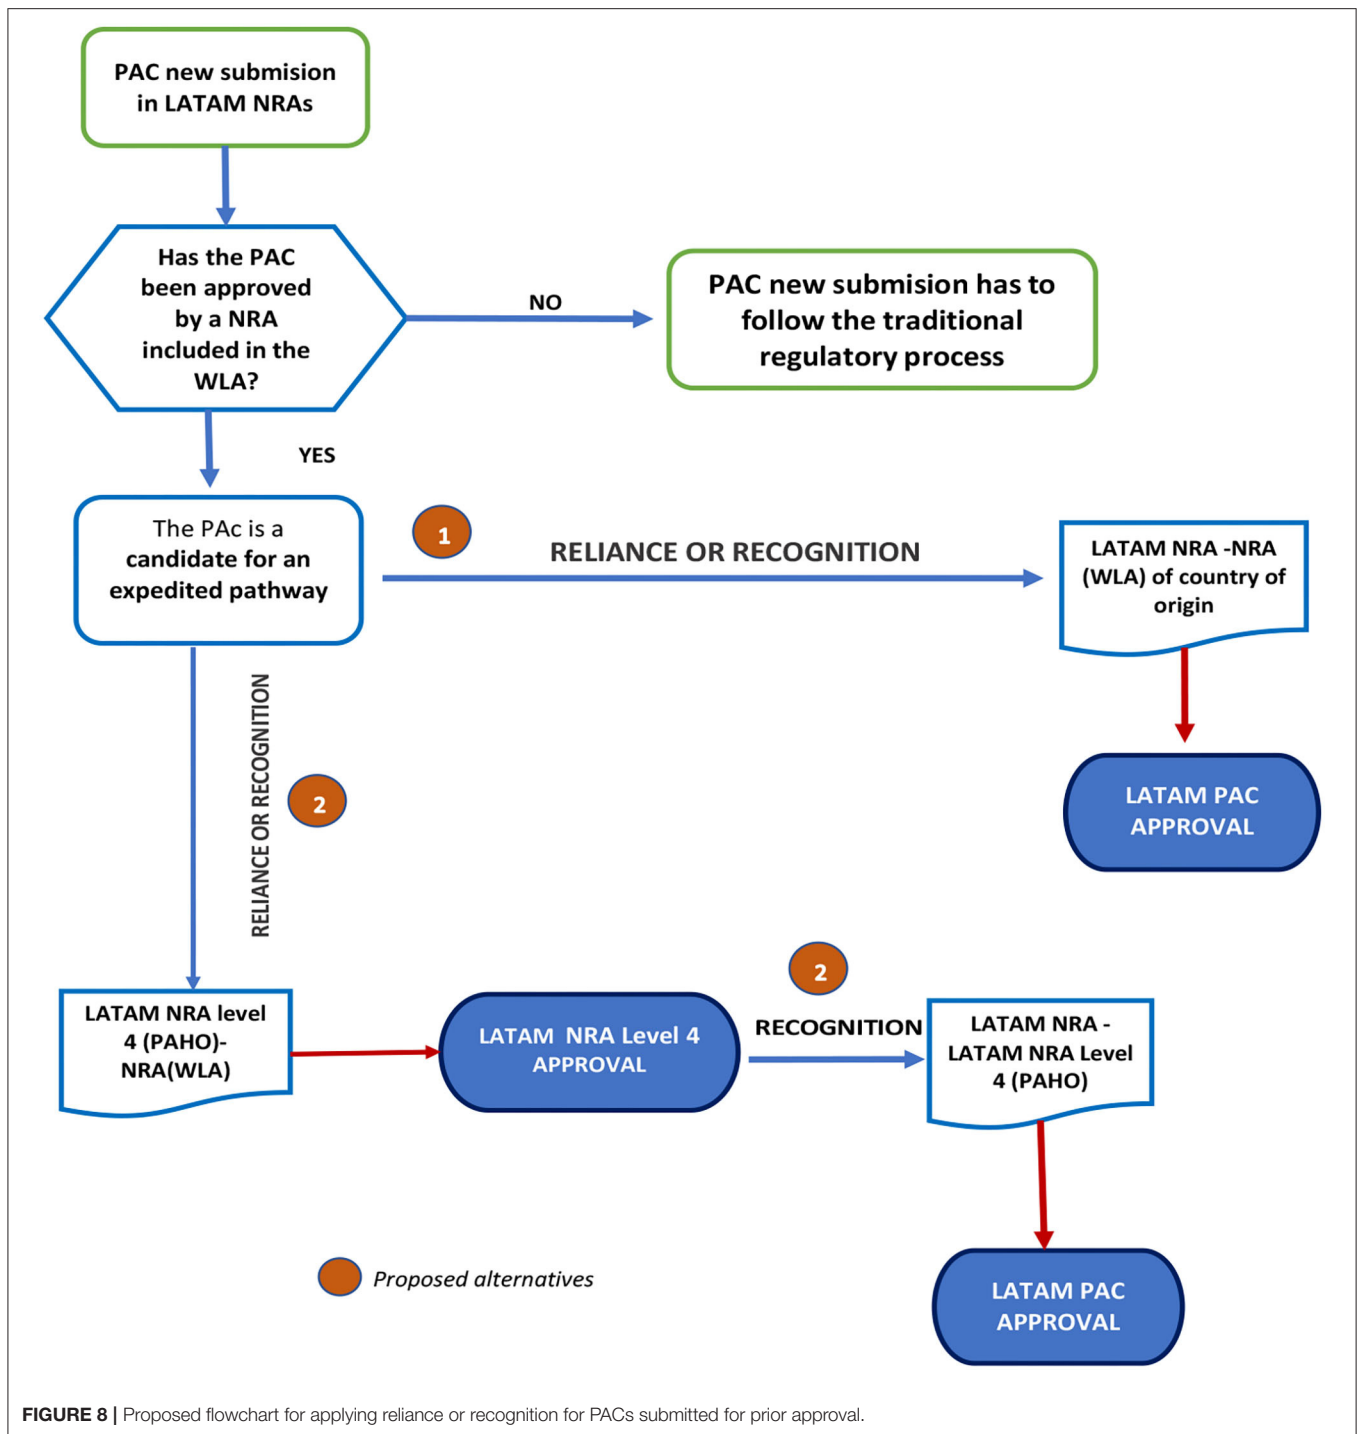 PAC new submision
in LATAM NRAs
Has the PAC
been approved
by a NRA
included in the
WLA?
NO
PAC new submision has to
follow the traditional
regulatory process
YES
The PAc is a
candidate for an
expedited pathway
1
RELIANCE OR RECOGNITION
LATAM NRA -NRA
(WLA) of country of
origin
LATAM PAC
APPROVAL
RELIANCE OR RECOGNITION
2
LATAM NRA level
4 (PAHO)-
NRA(WLA)
LATAM NRA Level 4
APPROVAL
2
RECOGNITION
LATAM NRA -
LATAM NRA Level
4 (PAHO)
LATAM PAC
APPROVAL
Proposed alternatives
FIGURE 8 | Proposed flowchart for applying reliance or recognition for PACs submitted for prior approval.